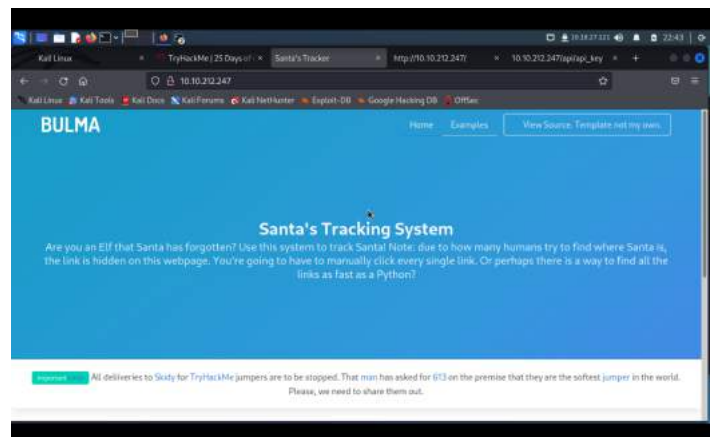 22:43
Kali Linux
TryHackMe | 25 Days of
Santa's Tracker
http://10.10.212.247/
10.10.212.247/api/api_key
10.10.212.247
Kali Linux Kali Tools Kali Docs Kali Forums Kali NetHunter Exploit-DB Google Hacking DB OffSec
BULMA
Home Examples View Source. Template not my own.
Santa's Tracking System
Are you an Elf that Santa has forgotten? Use this system to track Santa! Note: due to how many humans try to find where Santa is,
the link is hidden on this webpage. You're going to have to manually click every single link. Or perhaps there is a way to find all the
links as fast as a Python?
Important All deliveries to Skidy for TryHackMe jumpers are to be stopped. That man has asked for 613 on the premise that they are the softest jumper in the world.
Please, we need to share them out.